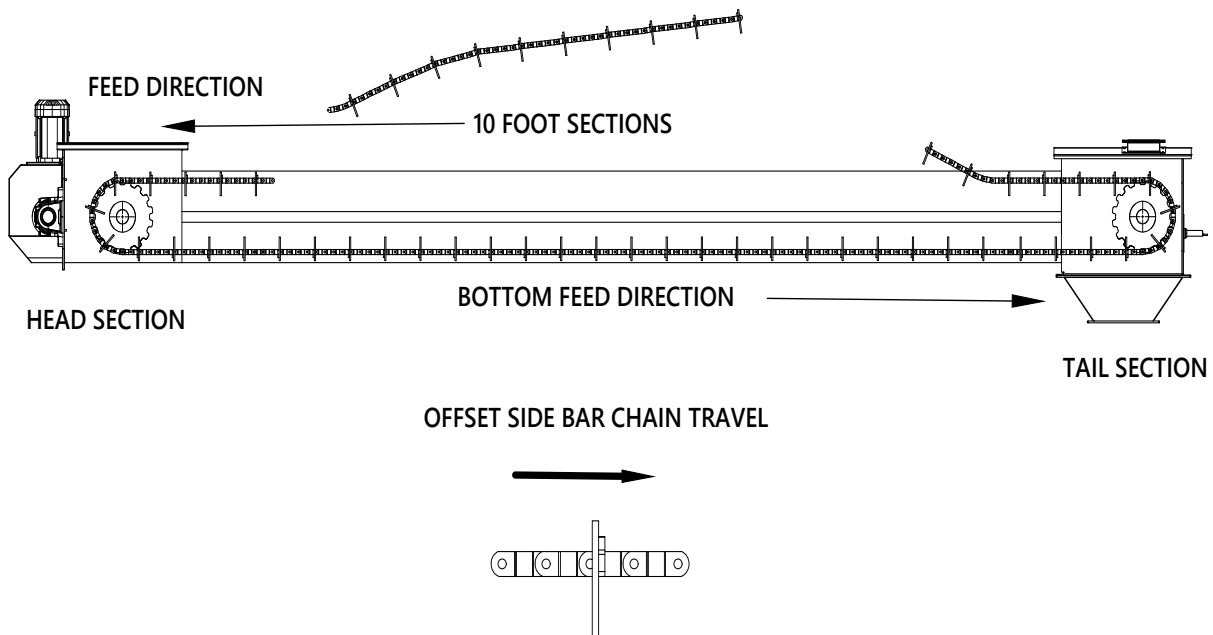 FEED DIRECTION
10 FOOT SECTIONS
BOTTOM FEED DIRECTION
HEAD SECTION
TAIL SECTION
OFFSET SIDE BAR CHAIN TRAVEL